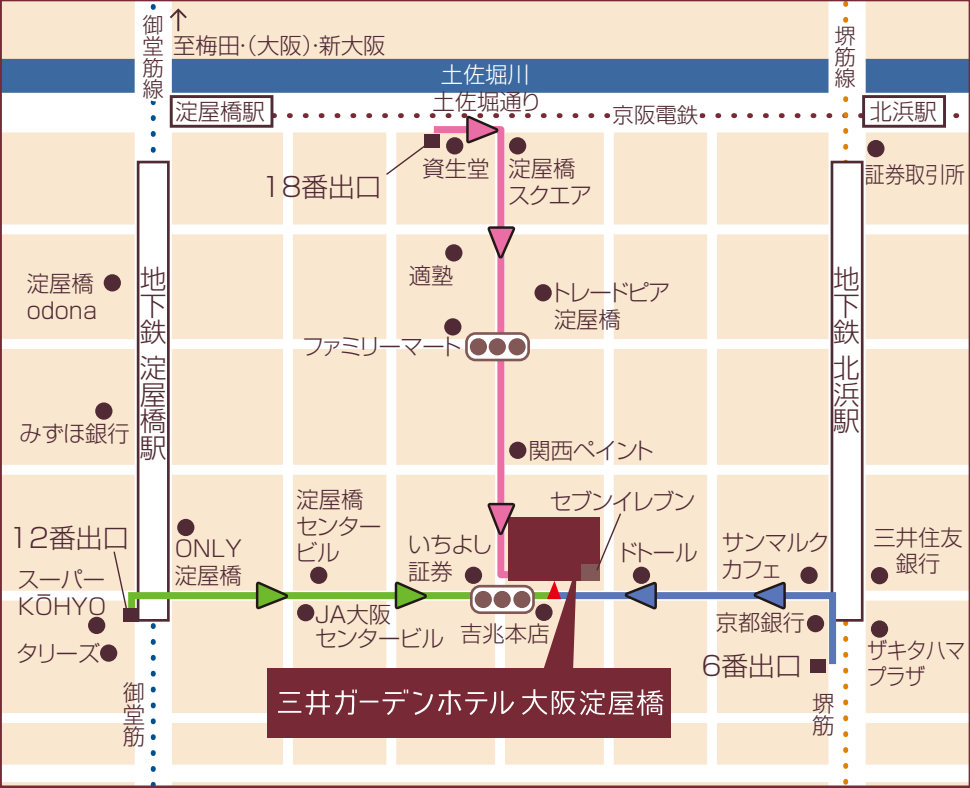 御堂筋線
至梅田・(大阪)・新大阪
堺筋線
土佐堀川
土佐堀通り
淀屋橋駅
京阪電鉄
北浜駅
18番出口
資生堂
淀屋橋
スクエア
証券取引所
適塾
淀屋橋
odona
トレードピア
淀屋橋
地下鉄 淀屋橋駅
地下鉄 北浜駅
ファミリーマート
みずほ銀行
関西ペイント
セブンイレブン
12番出口
ONLY
淀屋橋
淀屋橋
センター
ビル
いちよし
証券
ドトール
サンマルク
カフェ
三井住友
銀行
スーパー
KŌHYO
タリーズ
JA大阪
センタービル
吉兆本店
京都銀行
6番出口
ザキタハマ
プラザ
御堂筋
堺筋
三井ガーデンホテル 大阪淀屋橋